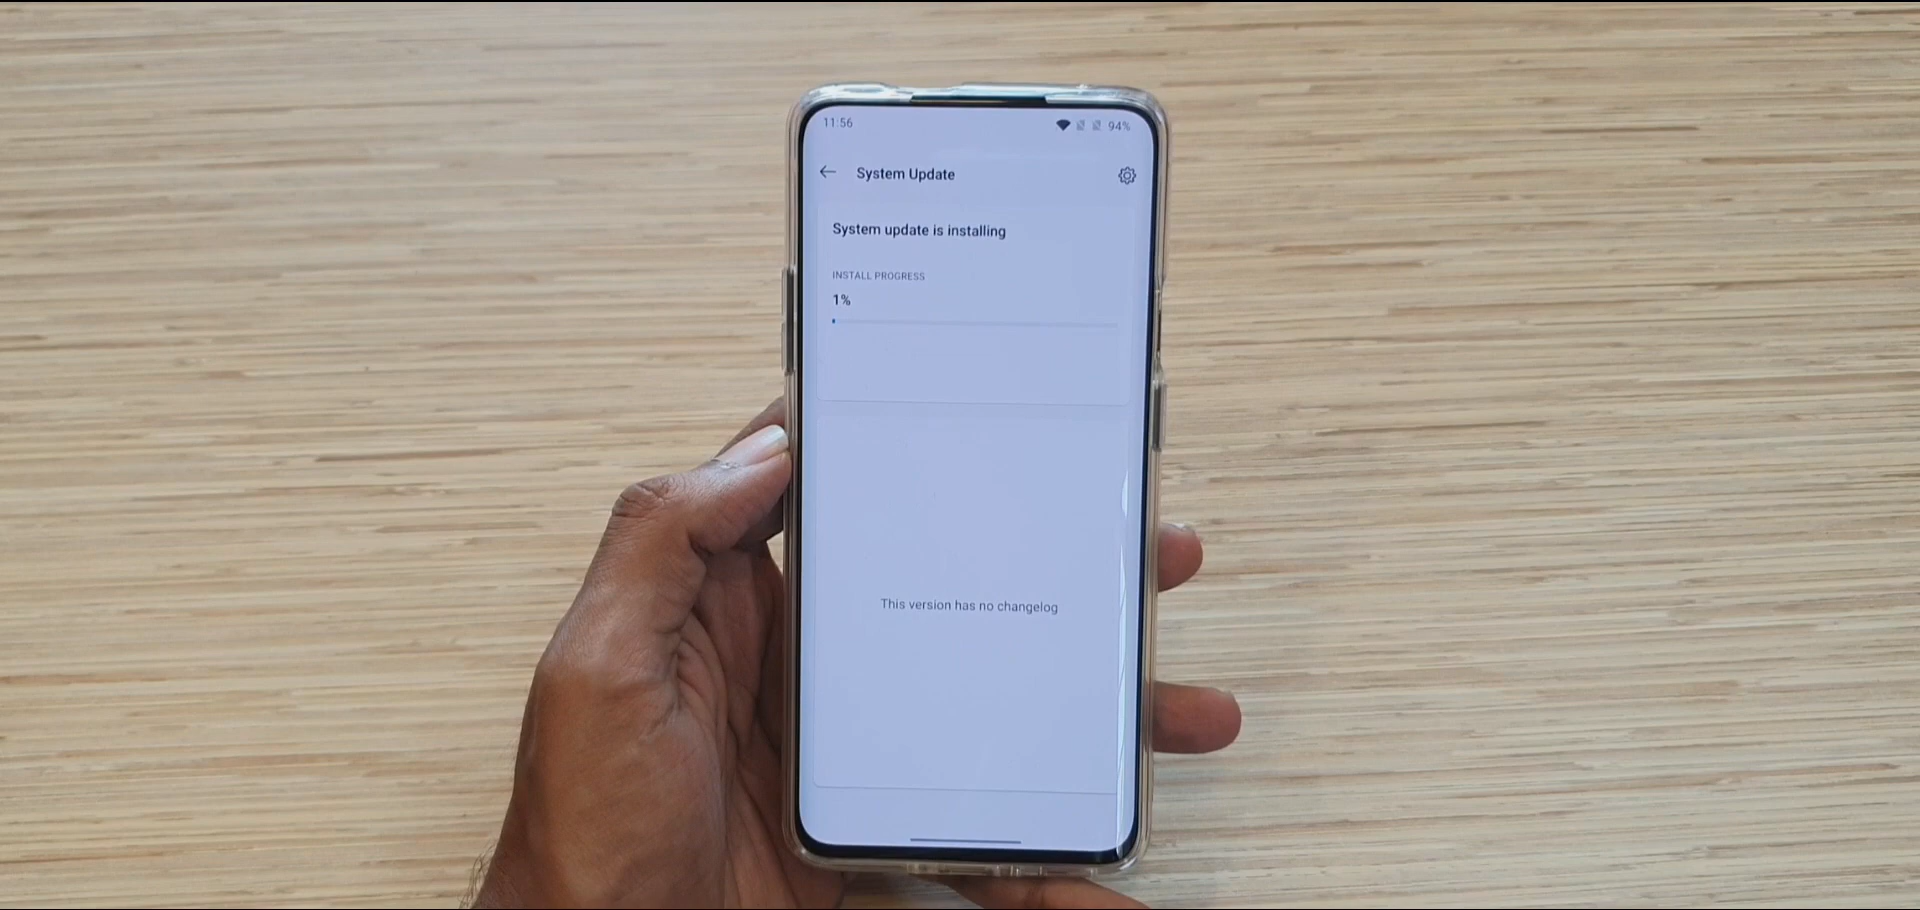 11:56
94%
System Update
System update is installing
INSTALL PROGRESS
1%
This version has no changelog